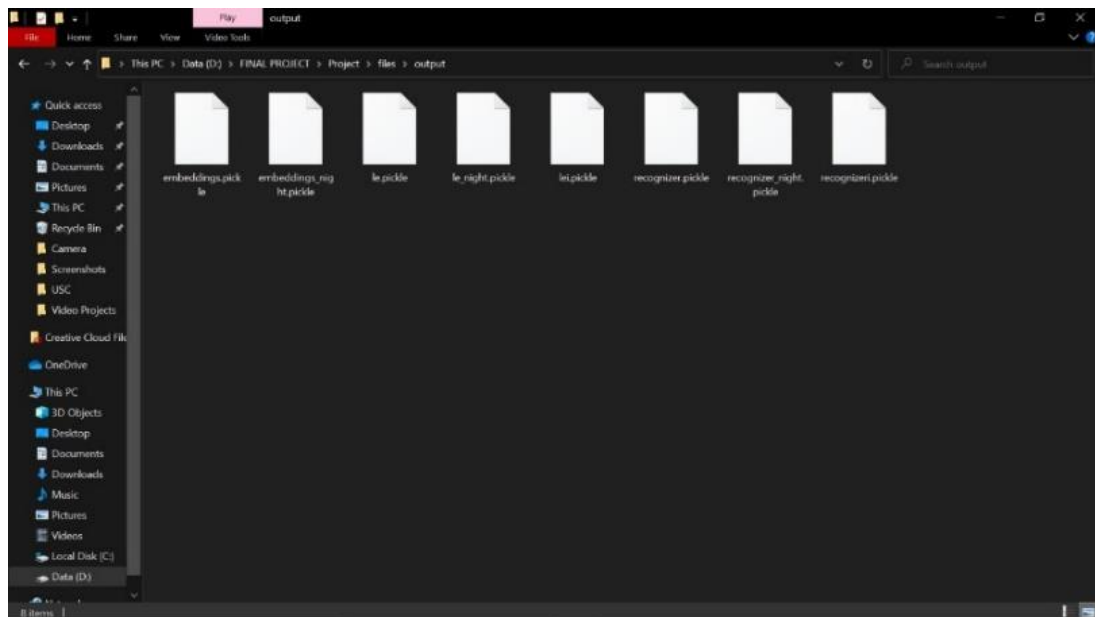 Play output
File Home Share View Video Tools
This PC > Data (D:) > FINAL PROJECT > Project > files > output
Search output
Quick access
Desktop
Downloads
Documents
Pictures
This PC
Recycle Bin
Camera
Screenshots
USC
Video Projects
Creative Cloud File
OneDrive
This PC
3D Objects
Desktop
Documents
Downloads
Music
Pictures
Videos
Local Disk (C:)
Data (D:)
embeddings.pick
le
embeddings_nig
ht.pickle
le.pickle
le_night.pickle
lei.pickle
recognizer.pickle
recognizer_night.
pickle
recognizeri.pickle
8 items